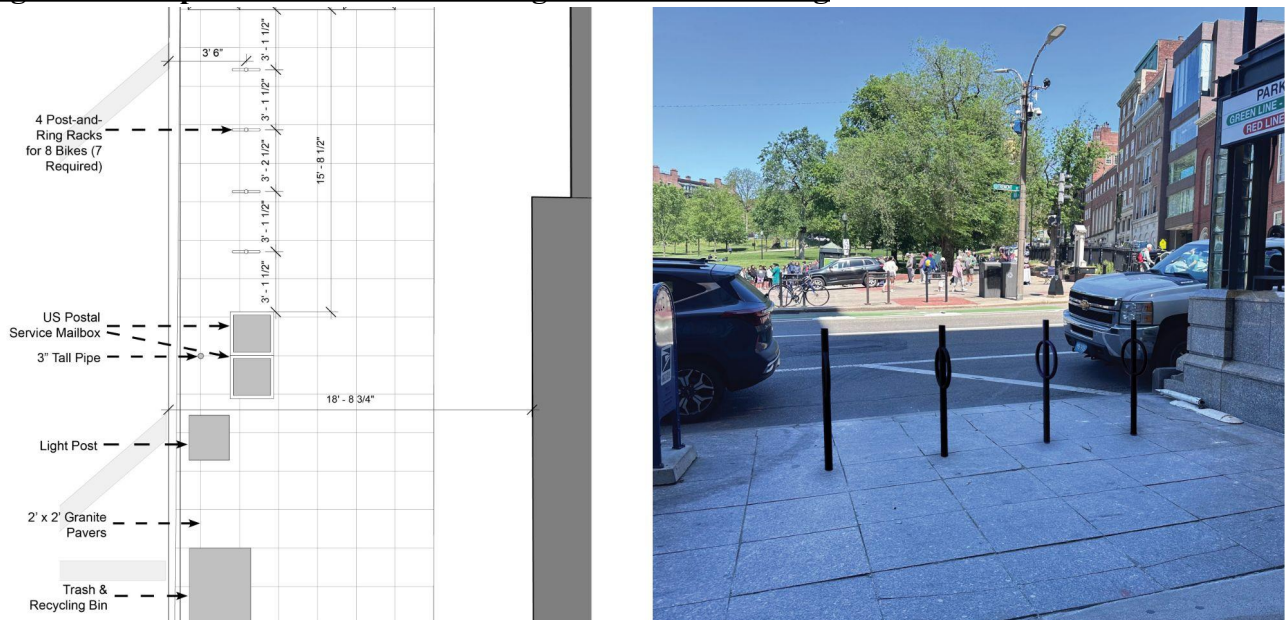 3' 6"
3' - 1 1/2"
3' - 1 1/2"
3' - 2 1/2"
3' - 1 1/2"
3' - 1 1/2"
15' - 8 1/2"
4 Post-and-
Ring Racks
for 8 Bikes (7
Required)
US Postal
Service Mailbox
3" Tall Pipe
18' - 8 3/4"
Light Post
2' x 2' Granite
Pavers
Trash &
Recycling Bin
PARK
GREEN LINE -
RED LINE